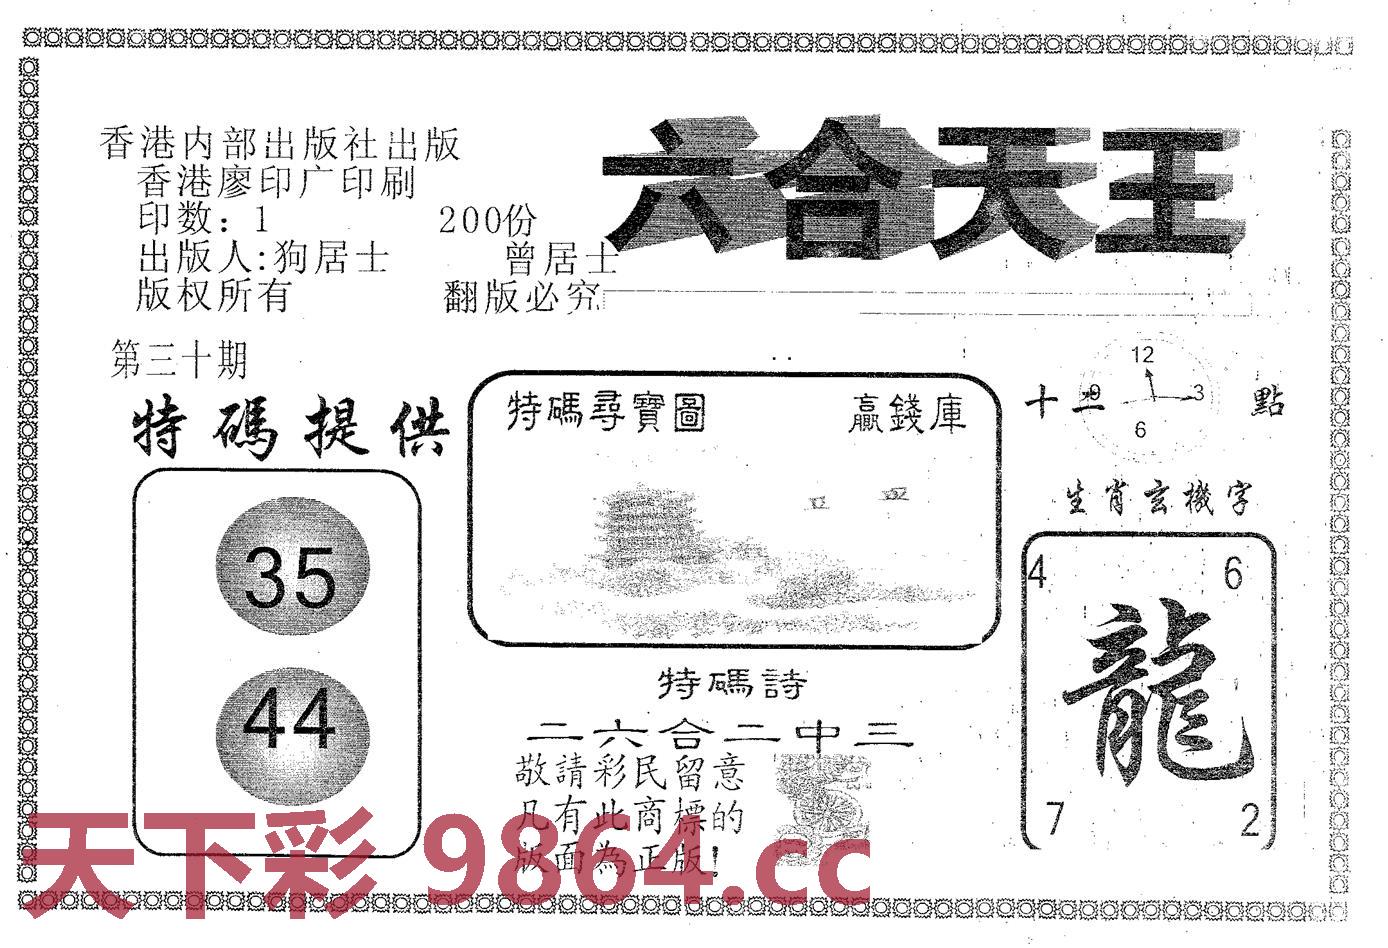 香港内部出版社出版
香港廖印广印刷
印数: 1 200份
出版人:狗居士 曾居士
版权所有 翻版必究
六合天王
第三十期
特碼提供
35
44
特碼尋寶圖 贏錢庫
特碼詩
二六合二中三
敬請彩民留意
凡有此商標的
版面為正版!
十二 點
12
9 3
6
生肖玄機字
4 6
龍
7 2
天下彩 9864.cc